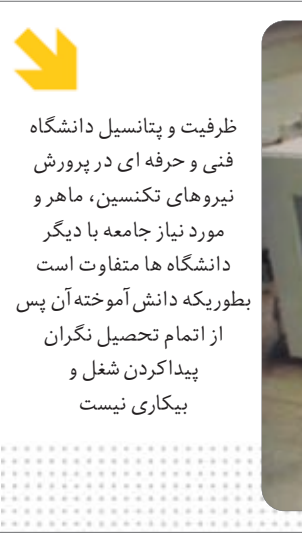 ظرفیت و پتانسیل دانشگاه
فنی و حرفه ای در پرورش
نیروهای تکنسین، ماهر و
مورد نیاز جامعه با دیگر
دانشگاه ها متفاوت است
بطوریکه دانش آموخته آن پس
از اتمام تحصیل نگران
پیداکردن شغل و
بیکاری نیست